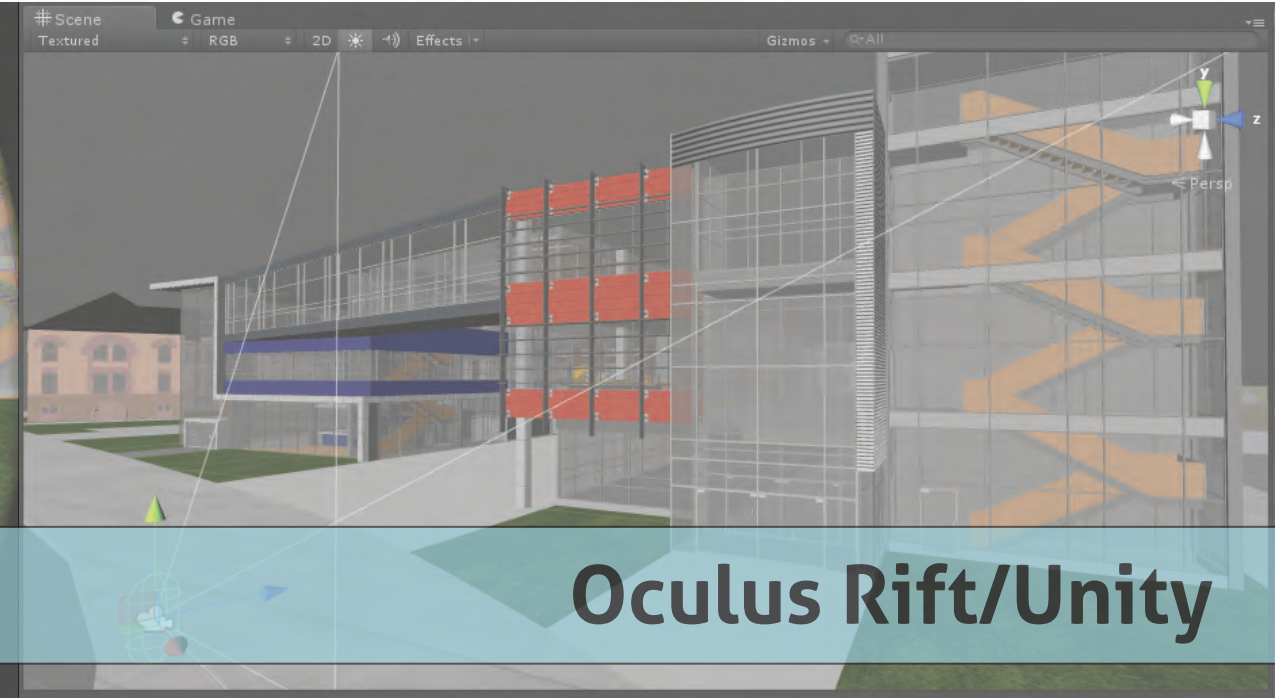 Scene Game
Textured RGB 2D Effects Gizmos All
y
z
Persp
Oculus Rift/Unity